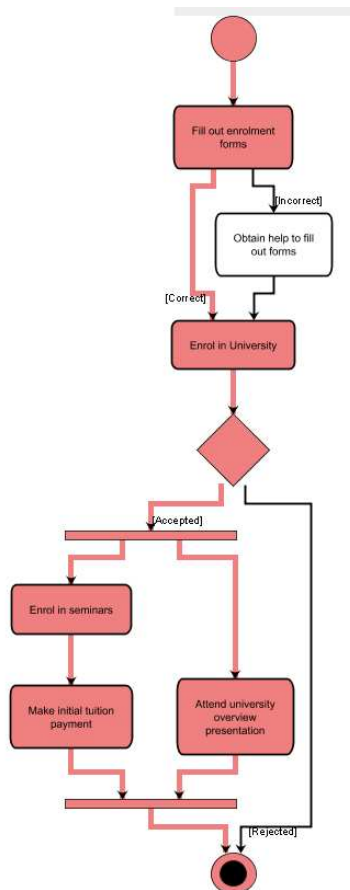 Fill out enrolment
forms
[Incorrect]
Obtain help to fill
out forms
[Correct]
Enrol in University
[Accepted]
Enrol in seminars
Make initial tuition
payment
Attend university
overview
presentation
[Rejected]